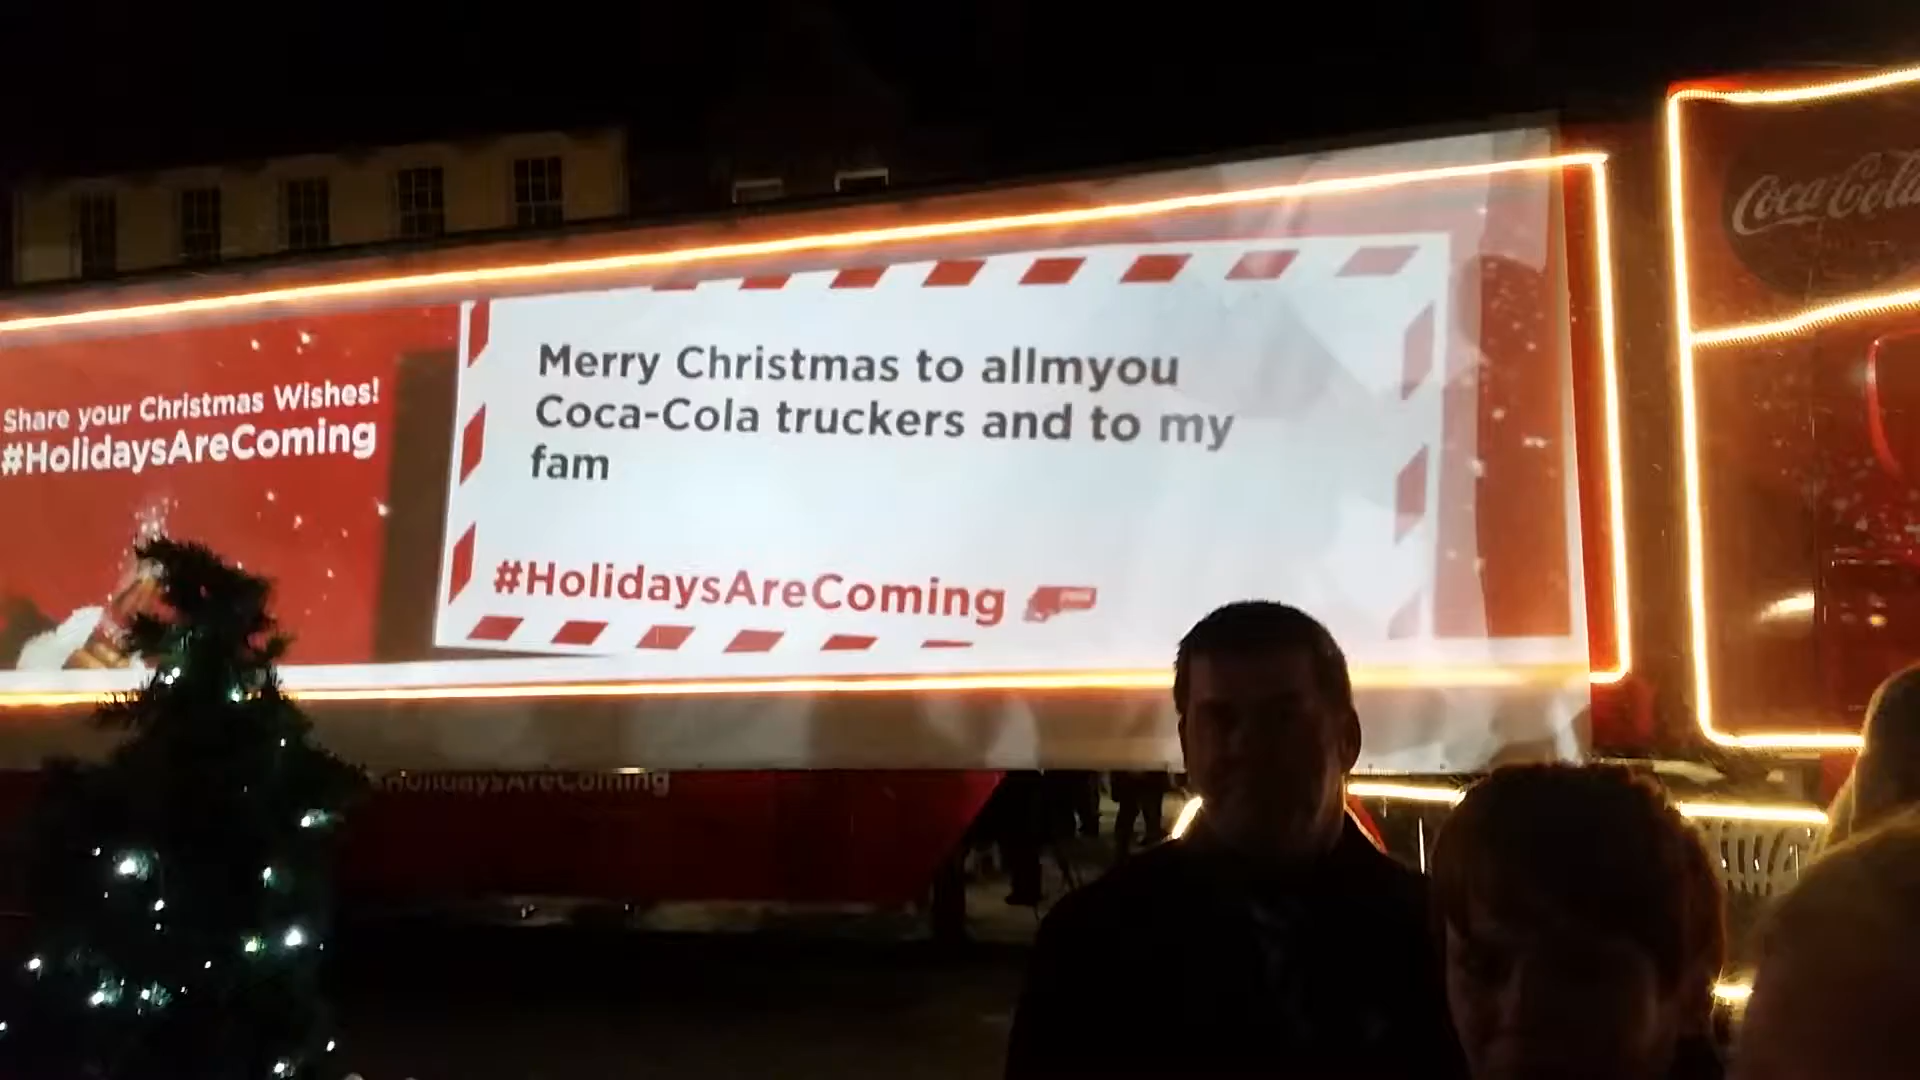 Share your Christmas Wishes!
#HolidaysAreComing
Merry Christmas to allmyou
Coca-Cola truckers and to my
fam
#HolidaysAreComing
Coca-Cola
#HolidaysAreComing